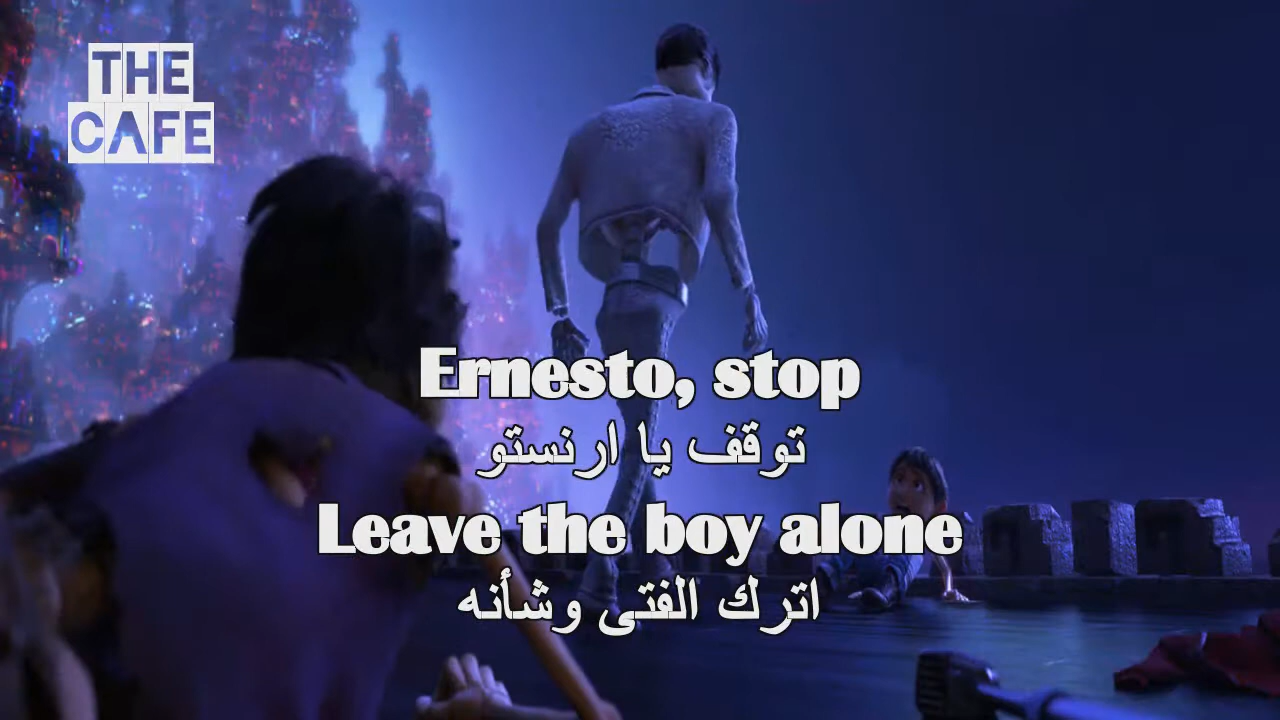 THE
CAFE
Ernesto, stop
توقف يا ارنستو
Leave the boy alone
اترك الفتى وشأنه